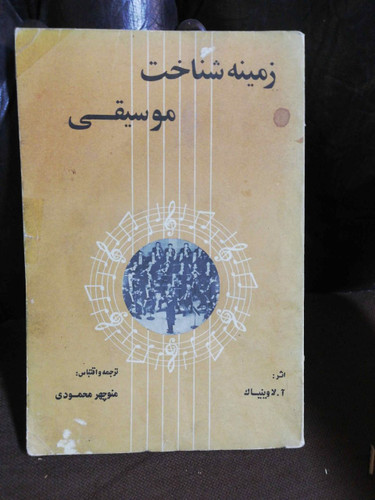 زمینه شناخت
موسیقی
اثر:
آ. لاوینیاک
ترجمه و اقتباس:
منوچهر محمودی